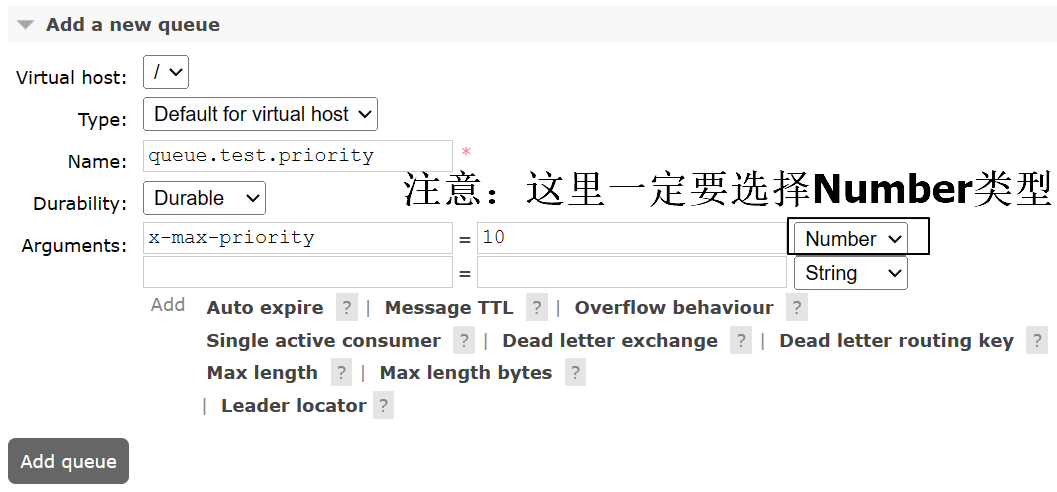 Add a new queue
Virtual host: /
Type: Default for virtual host
Name: queue.test.priority *
注意：这里一定要选择Number类型
Durability: Durable
Arguments: x-max-priority = 10 Number
= String
Add Auto expire ? | Message TTL ? | Overflow behaviour ?
Single active consumer ? | Dead letter exchange ? | Dead letter routing key ?
Max length ? | Max length bytes ?
| Leader locator ?
Add queue